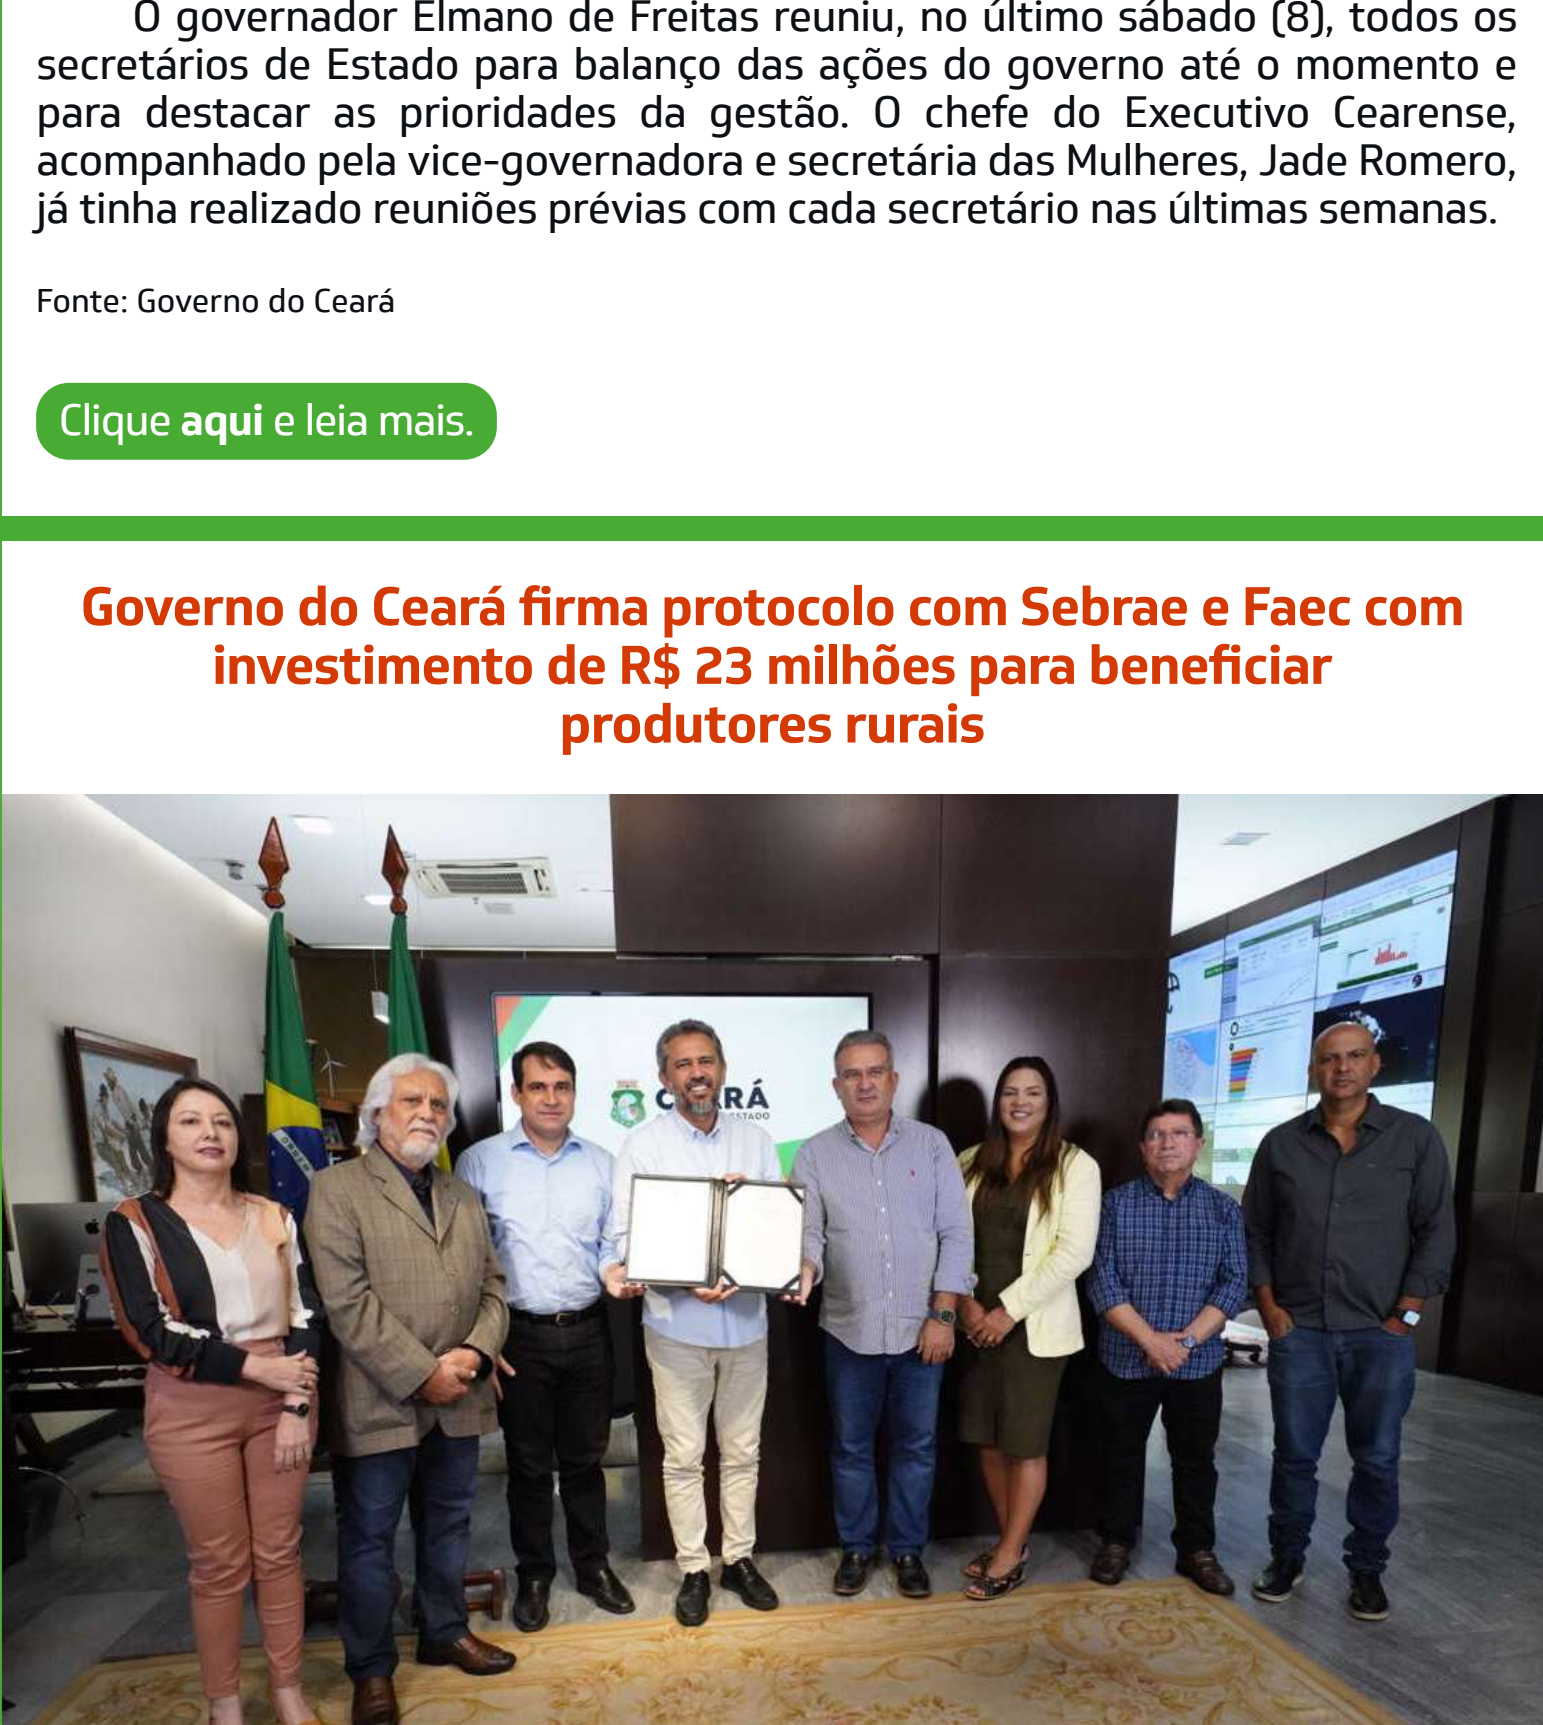 O governador Elmano de Freitas reuniu, no último sábado (8), todos os
secretários de Estado para balanço das ações do governo até o momento e
para destacar as prioridades da gestão. O chefe do Executivo Cearense,
acompanhado pela vice-governadora e secretária das Mulheres, Jade Romero,
já tinha realizado reuniões prévias com cada secretário nas últimas semanas.
Fonte: Governo do Ceará
Clique aqui e leia mais.
Governo do Ceará firma protocolo com Sebrae e Faec com
investimento de R$ 23 milhões para beneficiar
produtores rurais